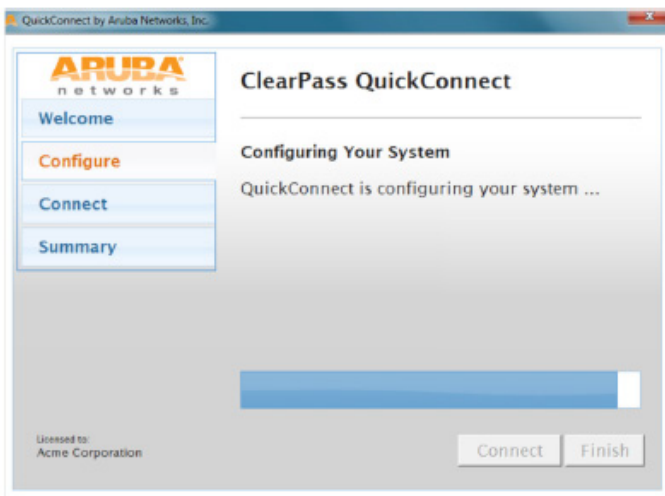 QuickConnect by Aruba Networks, Inc.
ARUBA
networks
Welcome
Configure
Connect
Summary
ClearPass QuickConnect
Configuring Your System
QuickConnect is configuring your system ...
Licensed to:
Acme Corporation
Connect
Finish